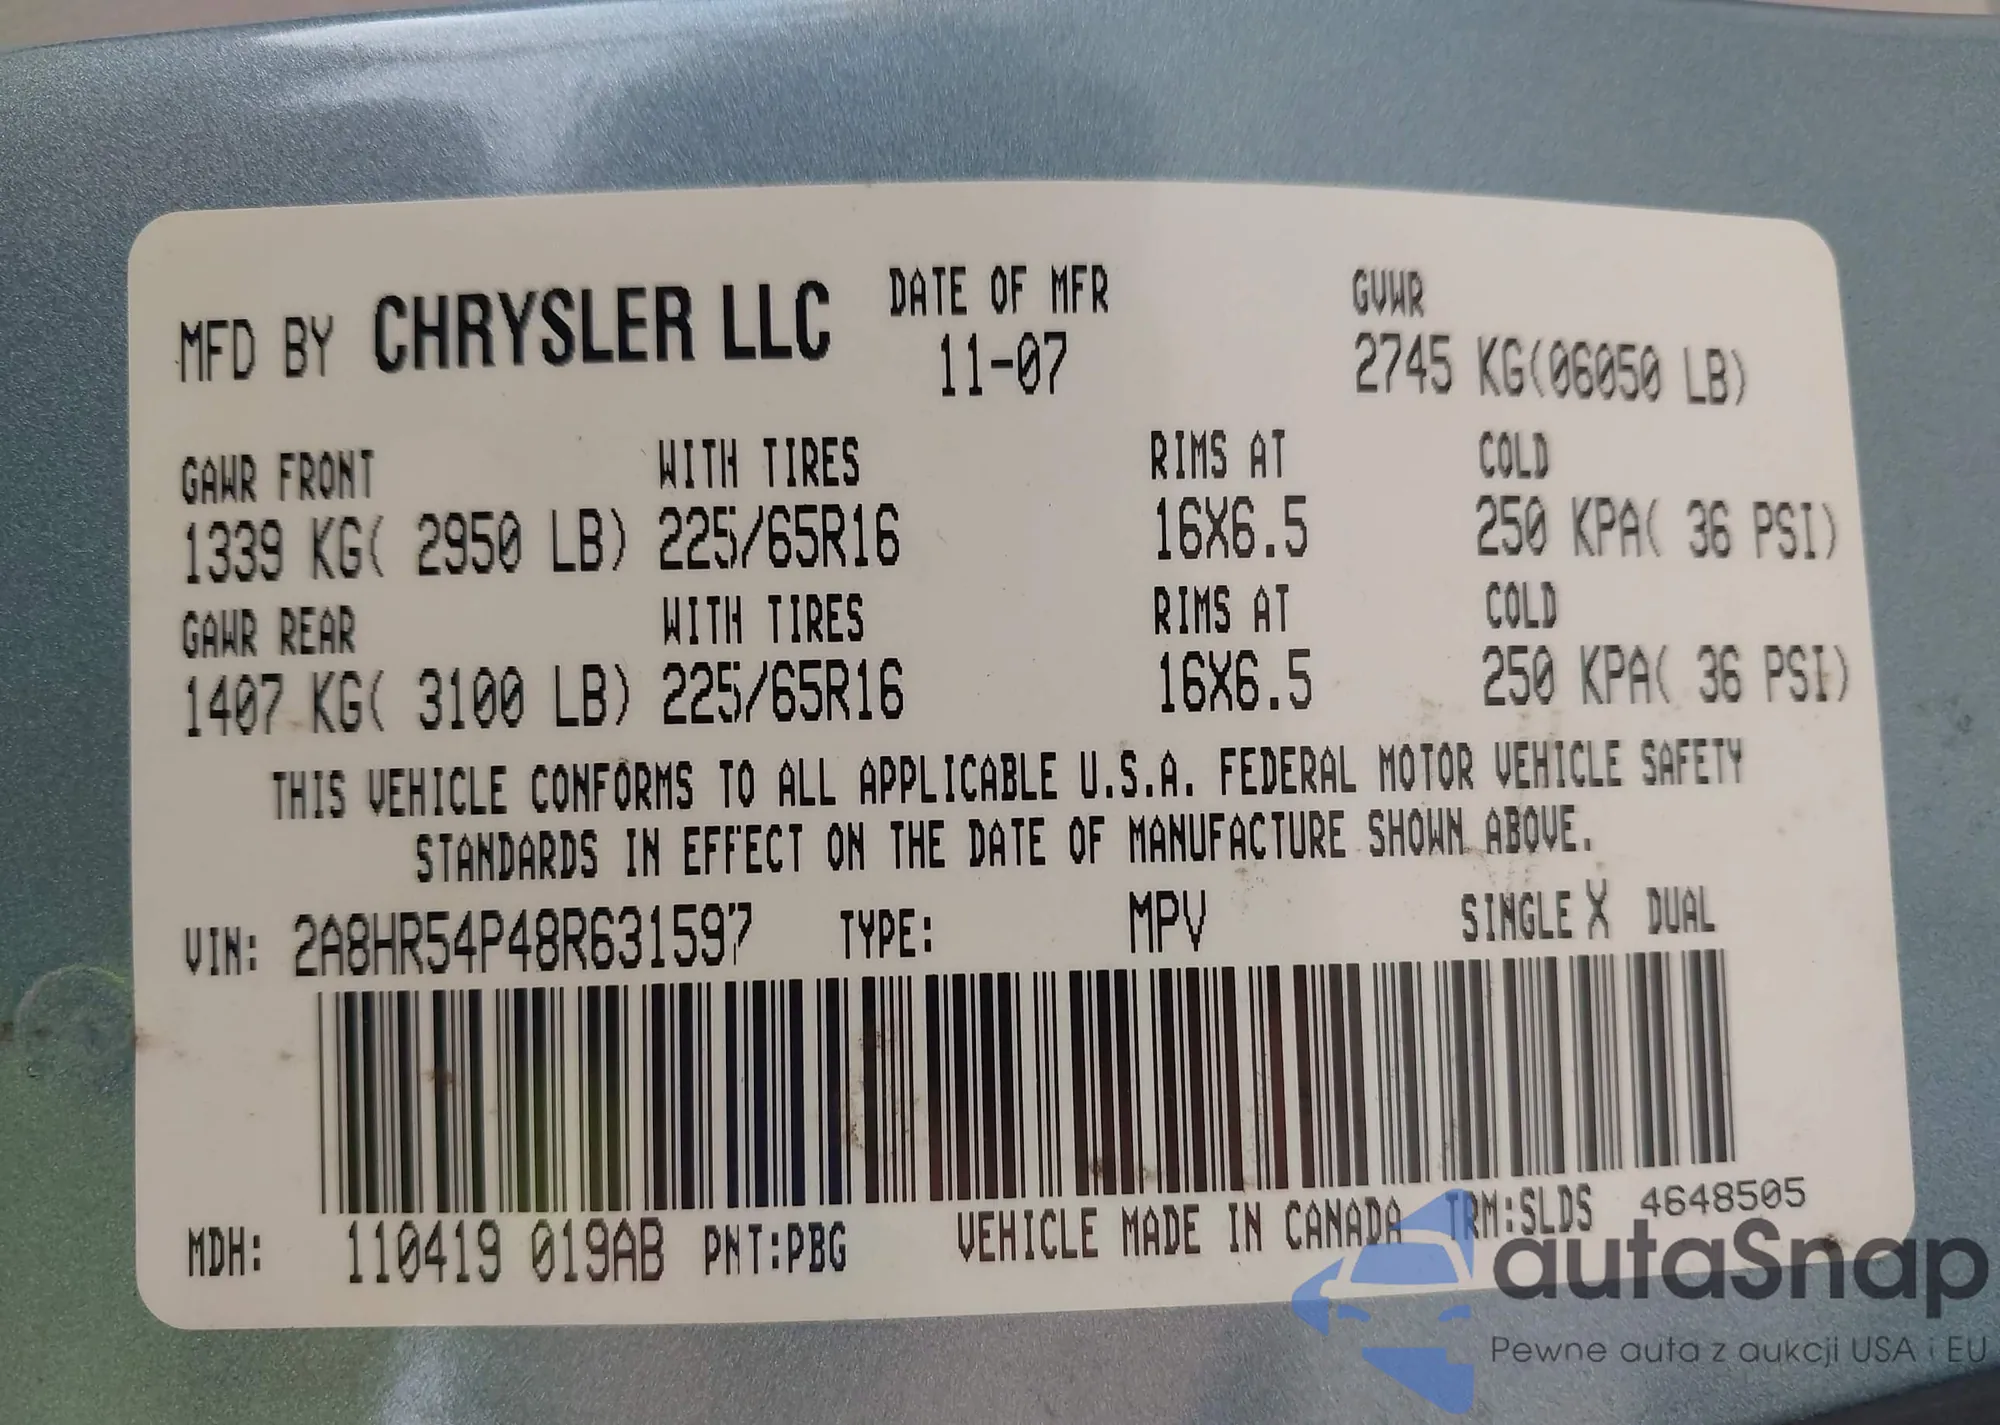 MFD BY CHRYSLER LLC DATE OF MFR GVWR
11-07 2745 KG(06050 LB)
GAWR FRONT WITH TIRES RIMS AT COLD
1339 KG( 2950 LB) 225/65R16 16X6.5 250 KPA( 36 PSI)
GAWR REAR WITH TIRES RIMS AT COLD
1407 KG( 3100 LB) 225/65R16 16X6.5 250 KPA( 36 PSI)
THIS VEHICLE CONFORMS TO ALL APPLICABLE U.S.A. FEDERAL MOTOR VEHICLE SAFETY
STANDARDS IN EFFECT ON THE DATE OF MANUFACTURE SHOWN ABOVE.
VIN: 2A8HR54P48R631597 TYPE: MPV SINGLE X DUAL
MDH: 110419 019AB PNT:PBG VEHICLE MADE IN CANADA TRM:SLDS 4648505
autaSnap
Pewne auta z aukcji USA i EU